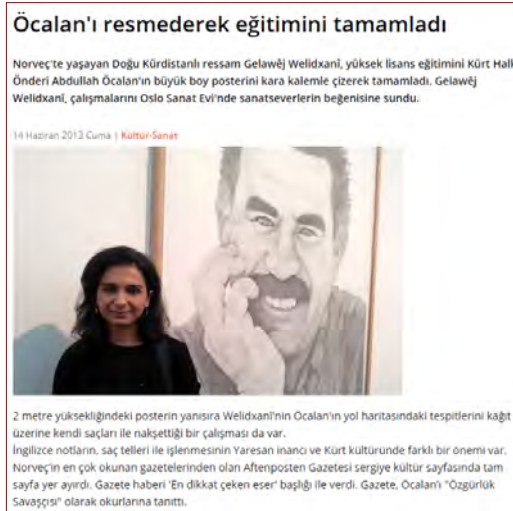 Öcalan'ı resmederek eğitimini tamamladı
Norveç'te yaşayan Doğu Kürdistanlı ressam Gelawêj Welidxanî, yüksek lisans eğitimini Kürt Halk
Önderi Abdullah Öcalan'ın büyük boy posterini kara kalemle çizerek tamamladı. Gelawêj
Welidxanî, çalışmalarını Oslo Sanat Evi'nde sanatseverlerin beğenisine sundu.
14 Haziran 2013 Cuma | Kültür-Sanat
2 metre yüksekliğindeki posterin yanısıra Welidxanî'nin Öcalan'ın yol haritasındaki tespitlerini kağıt
üzerine kendi saçları ile nakşettiği bir çalışması da var.
İngilizce notların, saç telleri ile işlenmesinin Yaresan inancı ve Kürt kültüründe farklı bir önemi var.
Norveç'in en çok okunan gazetelerinden olan Aftenposten Gazetesi sergiye kültür sayfasında tam
sayfa yer ayırdı. Gazete haberi 'En dikkat çeken eser' başlığı ile verdi. Gazete, Öcalan'ı "Özgürlük
Savaşçısı" olarak okurlarına tanıttı.